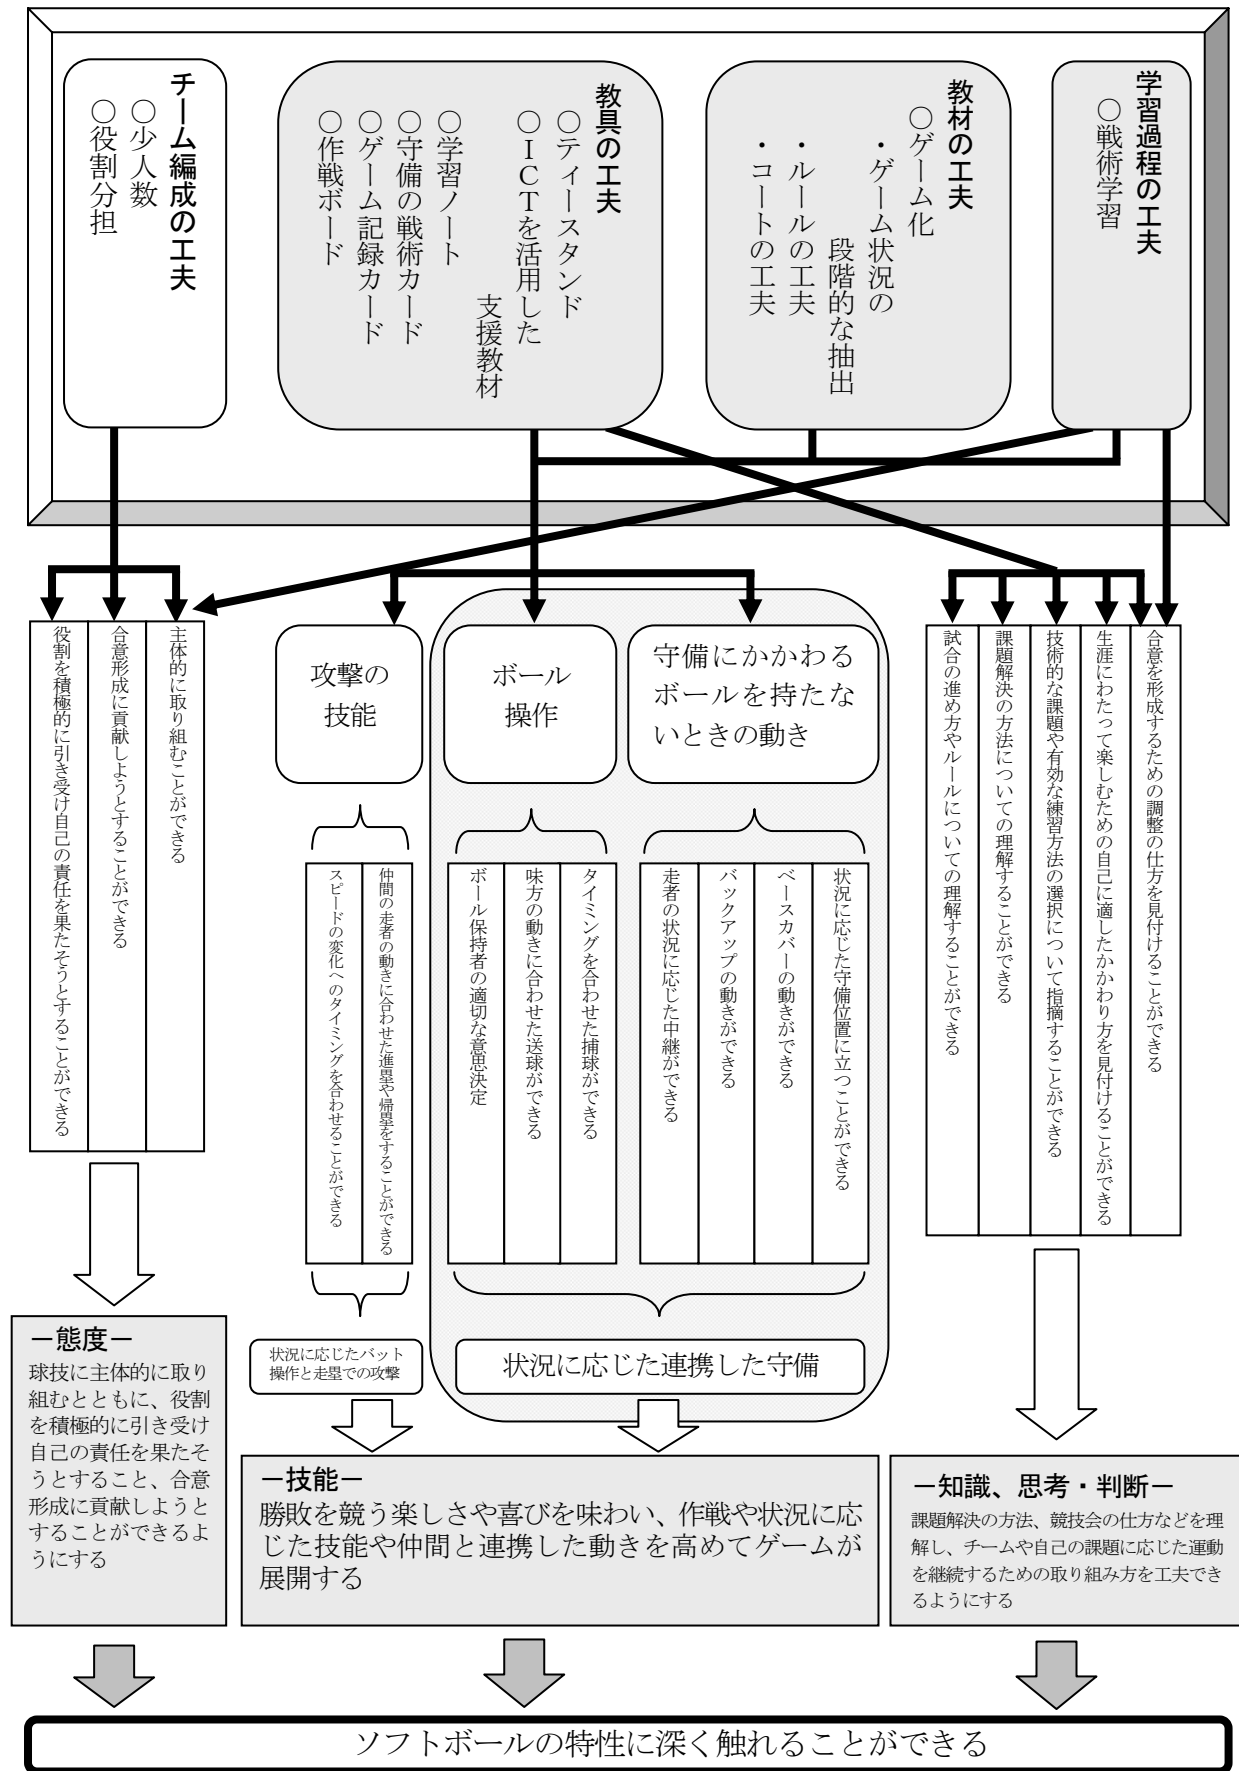 学習過程の工夫
○戦術学習
教材の工夫
○ゲーム化
・ゲーム状況の
段階的な抽出
・ルールの工夫
・コートの工夫
教具の工夫
○ティースタンド
○ICTを活用した
支援教材
○学習ノート
○守備の戦術カード
○ゲーム記録カード
○作戦ボード
チーム編成の工夫
○少人数
○役割分担
合意を形成するための調整の仕方を見付けることができる
生涯にわたって楽しむための自己に適したかかわり方を見付けることができる
技術的な課題や有効な練習方法の選択について指摘することができる
課題解決の方法についての理解することができる
試合の進め方やルールについての理解することができる
守備にかかわる
ボールを持たな
いときの動き
状況に応じた守備位置に立つことができる
ベースカバーの動きができる
バックアップの動きができる
走者の状況に応じた中継ができる
ボール
操作
タイミングを合わせた捕球ができる
味方の動きに合わせた送球ができる
ボール保持者の適切な意思決定
攻撃の
技能
仲間の走者の動きに合わせた進塁や帰塁をすることができる
スピードの変化へのタイミングを合わせることができる
主体的に取り組むことができる
合意形成に貢献しようとすることができる
役割を積極的に引き受け自己の責任を果たそうとすることができる
状況に応じたバット
操作と走塁での攻撃
状況に応じた連携した守備
－態度－
球技に主体的に取り
組むとともに、役割
を積極的に引き受け
自己の責任を果たそ
うとすること、合意
形成に貢献しようと
することができるよ
うにする
－技能－
勝敗を競う楽しさや喜びを味わい、作戦や状況に応
じた技能や仲間と連携した動きを高めてゲームが
展開する
－知識、思考・判断－
課題解決の方法、競技会の仕方などを理
解し、チームや自己の課題に応じた運動
を継続するための取り組み方を工夫でき
るようにする
ソフトボールの特性に深く触れることができる